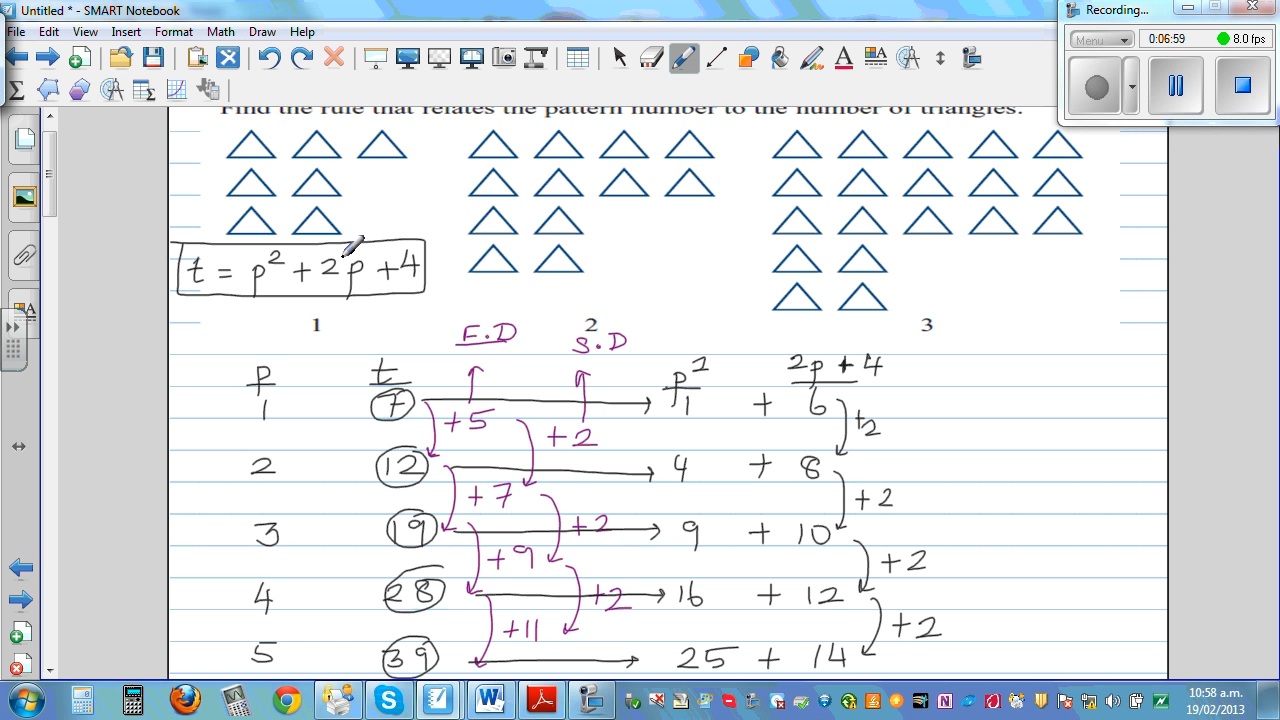 Untitled * - SMART Notebook
Recording...
File Edit View Insert Format Math Draw Help
Menu
0:06:59
8.0 fps
Find the rule that relates the pattern number to the number of triangles.
t = p² + 2p + 4
1
2
3
F.D
S.D
p t p² 2p + 4
1 7 1 + 6
+5 +2 +2
2 12 4 + 8
+7 +2
3 19 9 + 10
+2
+9 +2
4 28 16 + 12
+2
+11 +2
5 39 25 + 14
10:58 a.m.
19/02/2013